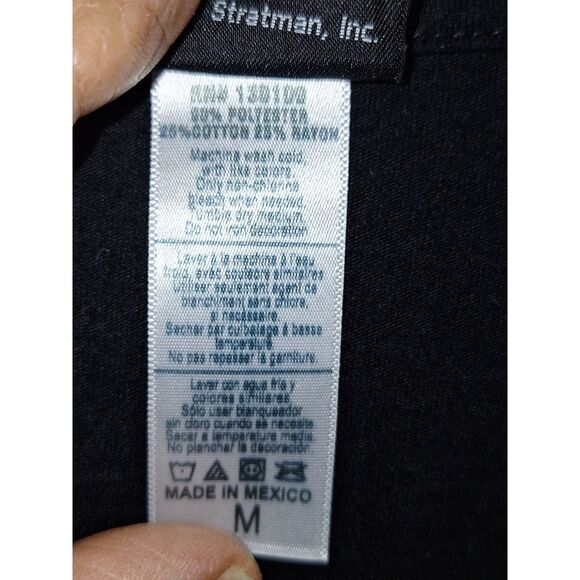 Stratman, Inc.
POLYESTER
25% COTTON 25% RAYON
Machine wash cold,
with like colors.
Only non-chlorine
bleach when needed.
Tumble dry medium.
Do not iron decoration
Laver à la machine à l'eau
froid, avec couleurs similaires
Utiliser seulement agent de
blanchiment sans chlore,
si nécessaire.
Sécher par culbutage à basse
température
No pas repasser la garniture.
Lavar con agua fria y
colores similares.
Sólo usar blanqueador
sin cloro cuando se necesite
Secar a temperatura media.
No planchar la decoración.
MADE IN MEXICO
M